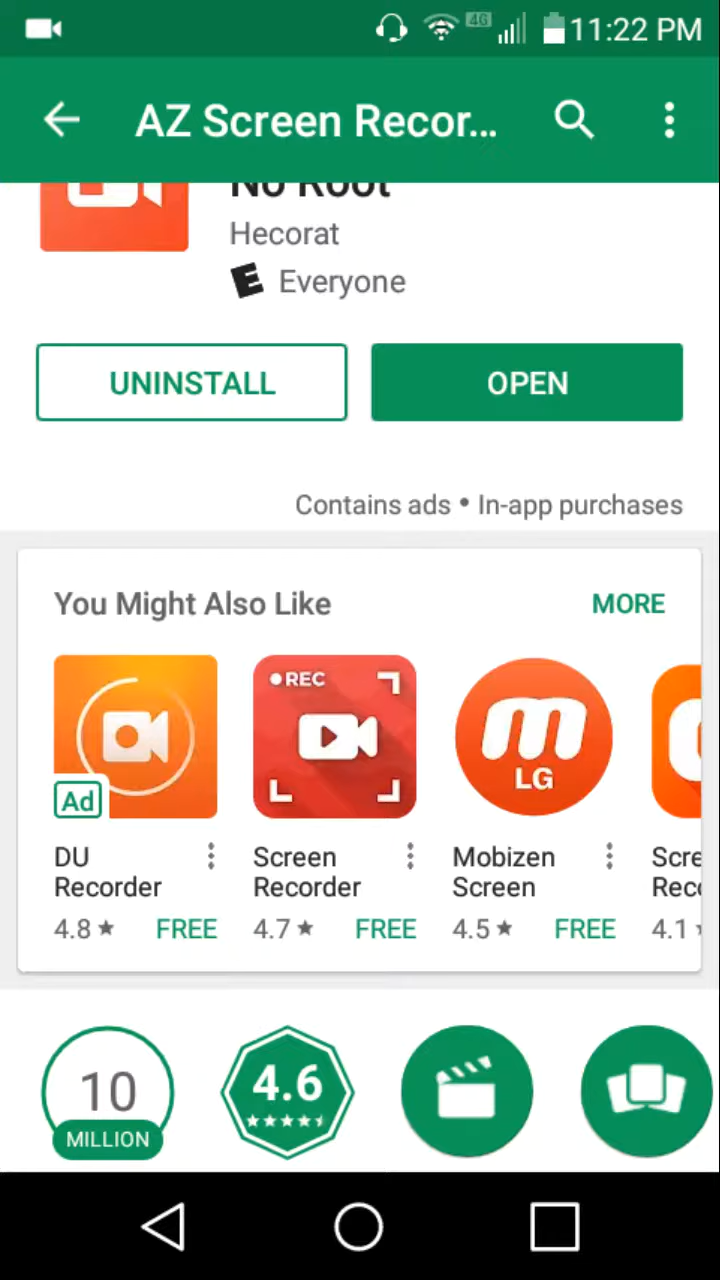 4G 11:22 PM
AZ Screen Recor...
No Root
Hecorat
E Everyone
UNINSTALL
OPEN
Contains ads • In-app purchases
You Might Also Like
MORE
REC
m
LG
Ad
DU
Recorder
4.8 ★ FREE
Screen
Recorder
4.7 ★ FREE
Mobizen
Screen
4.5 ★ FREE
Scre
Reco
4.1
10
MILLION
4.6